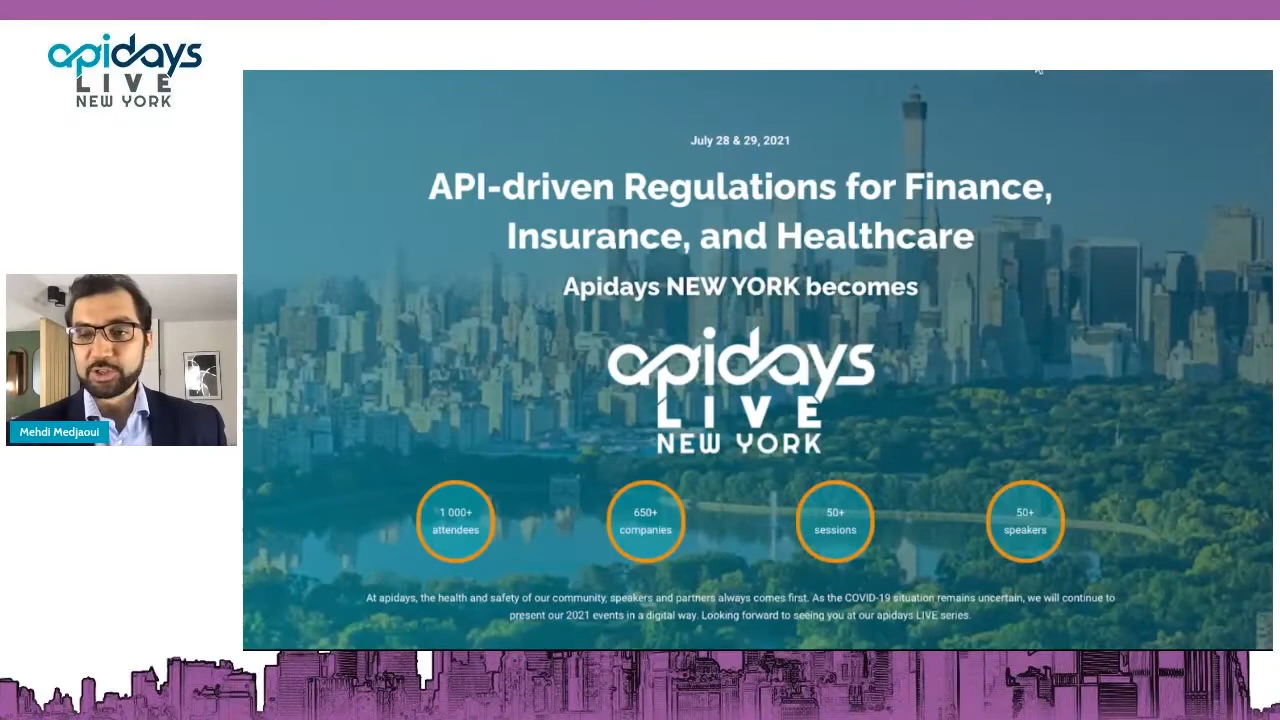 apidays
LIVE
NEW YORK
July 28 & 29, 2021
API-driven Regulations for Finance,
Insurance, and Healthcare
Apidays NEW YORK becomes
apidays
LIVE
NEW YORK
1 000+
attendees
650+
companies
50+
sessions
50+
speakers
At apidays, the health and safety of our community, speakers and partners always comes first. As the COVID-19 situation remains uncertain, we will continue to
present our 2021 events in a digital way. Looking forward to seeing you at our apidays LIVE series.
Mehdi Medjaoui